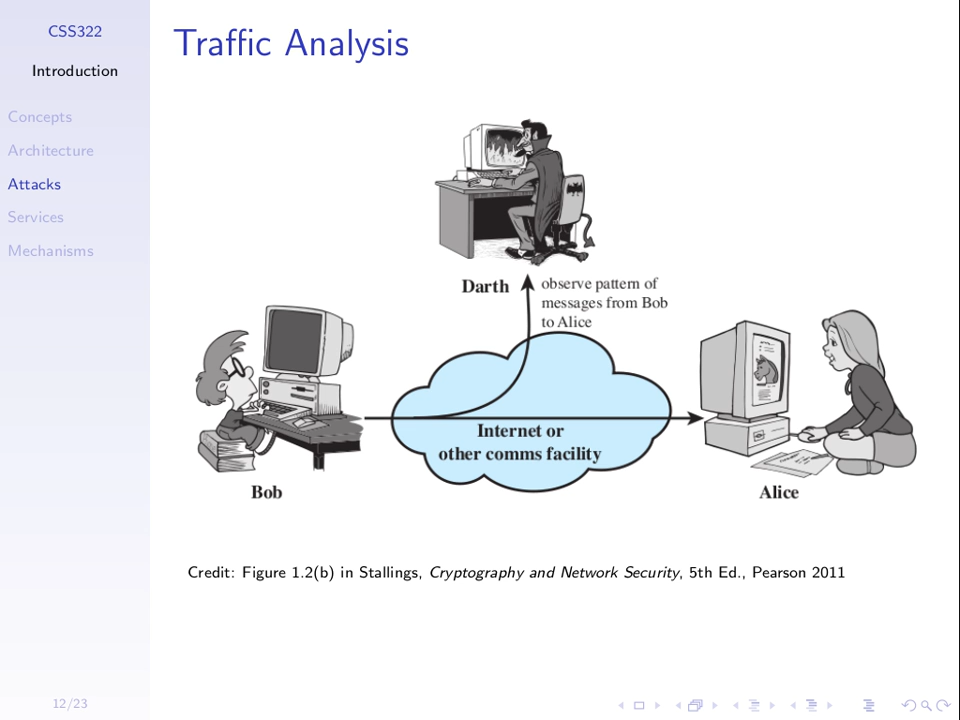 CSS322
Introduction
Concepts
Architecture
Attacks
Services
Mechanisms
12/23
Traffic Analysis
Darth
observe pattern of
messages from Bob
to Alice
Internet or
other comms facility
Bob
Alice
Credit: Figure 1.2(b) in Stallings, Cryptography and Network Security, 5th Ed., Pearson 2011